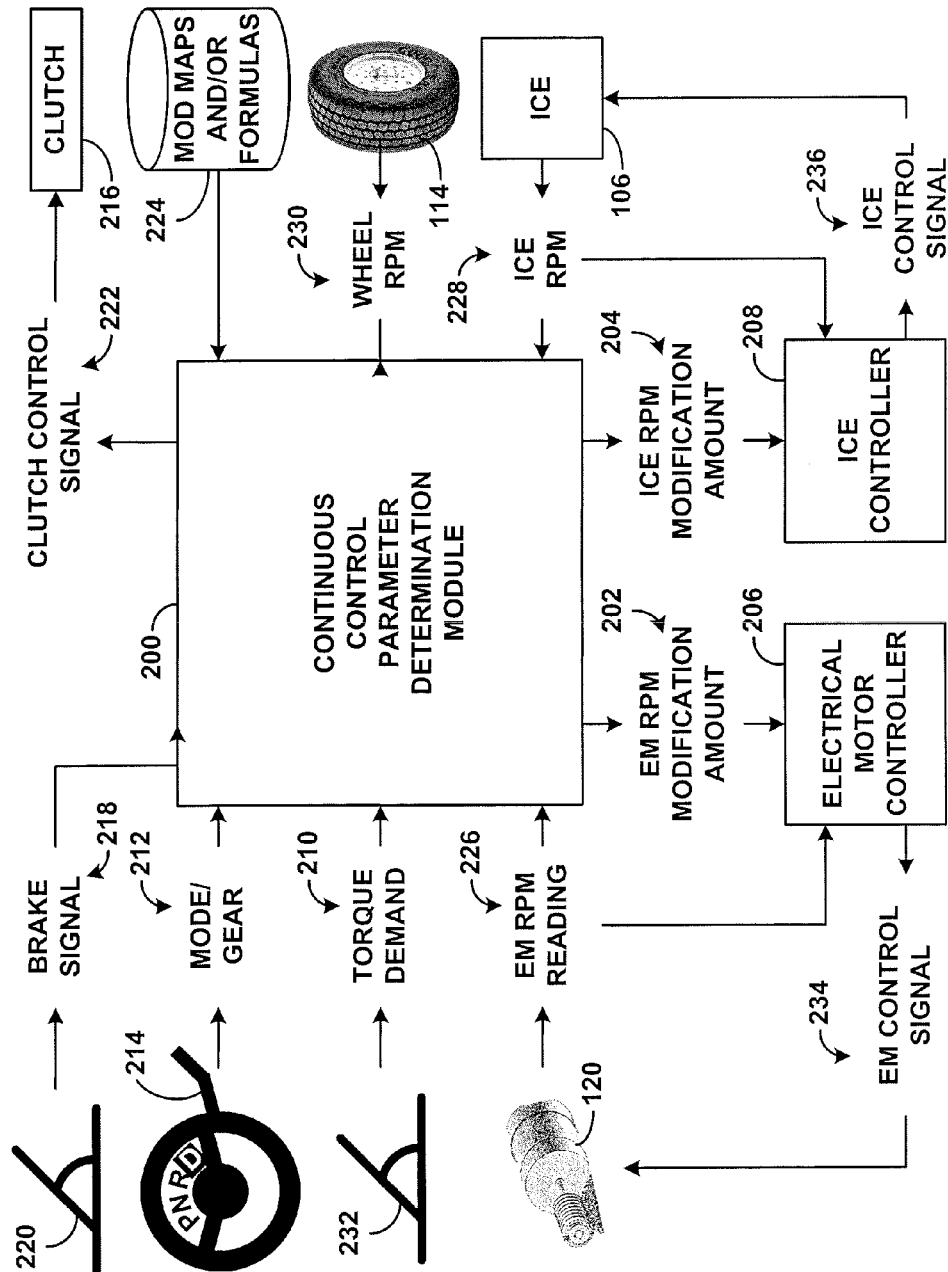 220
BRAKE
SIGNAL
218
CLUTCH CONTROL
SIGNAL
222
CLUTCH
216
PNRD
214
212
MODE/
GEAR
200
MOD MAPS
AND/OR
FORMULAS
224
232
210
TORQUE
DEMAND
CONTINUOUS
CONTROL
PARAMETER
DETERMINATION
MODULE
230
WHEEL
RPM
114
120
226
EM RPM
READING
228
ICE
RPM
ICE
106
202
EM RPM
MODIFICATION
AMOUNT
204
ICE RPM
MODIFICATION
AMOUNT
234
EM CONTROL
SIGNAL
206
ELECTRICAL
MOTOR
CONTROLLER
208
ICE
CONTROLLER
236
ICE
CONTROL
SIGNAL